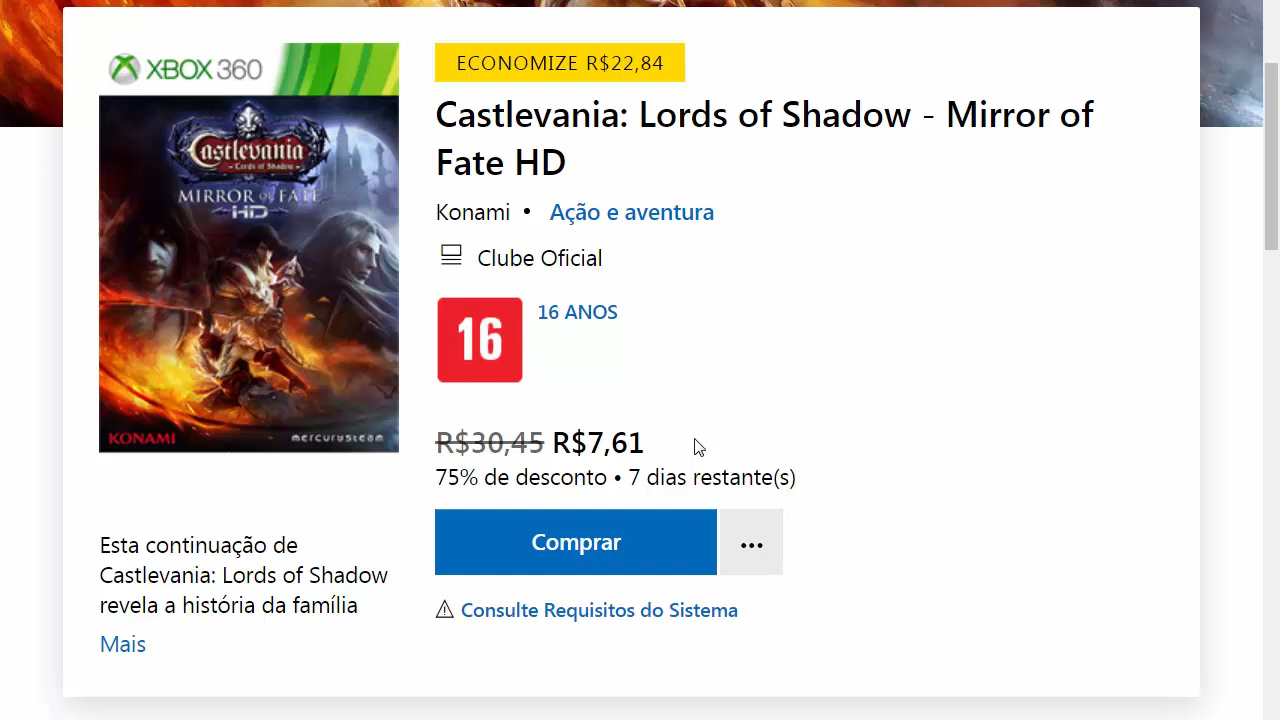 XBOX 360
Castlevania
Lords of Shadow
MIRROR OF FATE
HD
KONAMI
mercurysteam
ECONOMIZE R$22,84
Castlevania: Lords of Shadow - Mirror of
Fate HD
Konami • Ação e aventura
Clube Oficial
16
16 ANOS
R$30,45 R$7,61
75% de desconto • 7 dias restante(s)
Comprar
...
Consulte Requisitos do Sistema
Esta continuação de
Castlevania: Lords of Shadow
revela a história da família
Mais